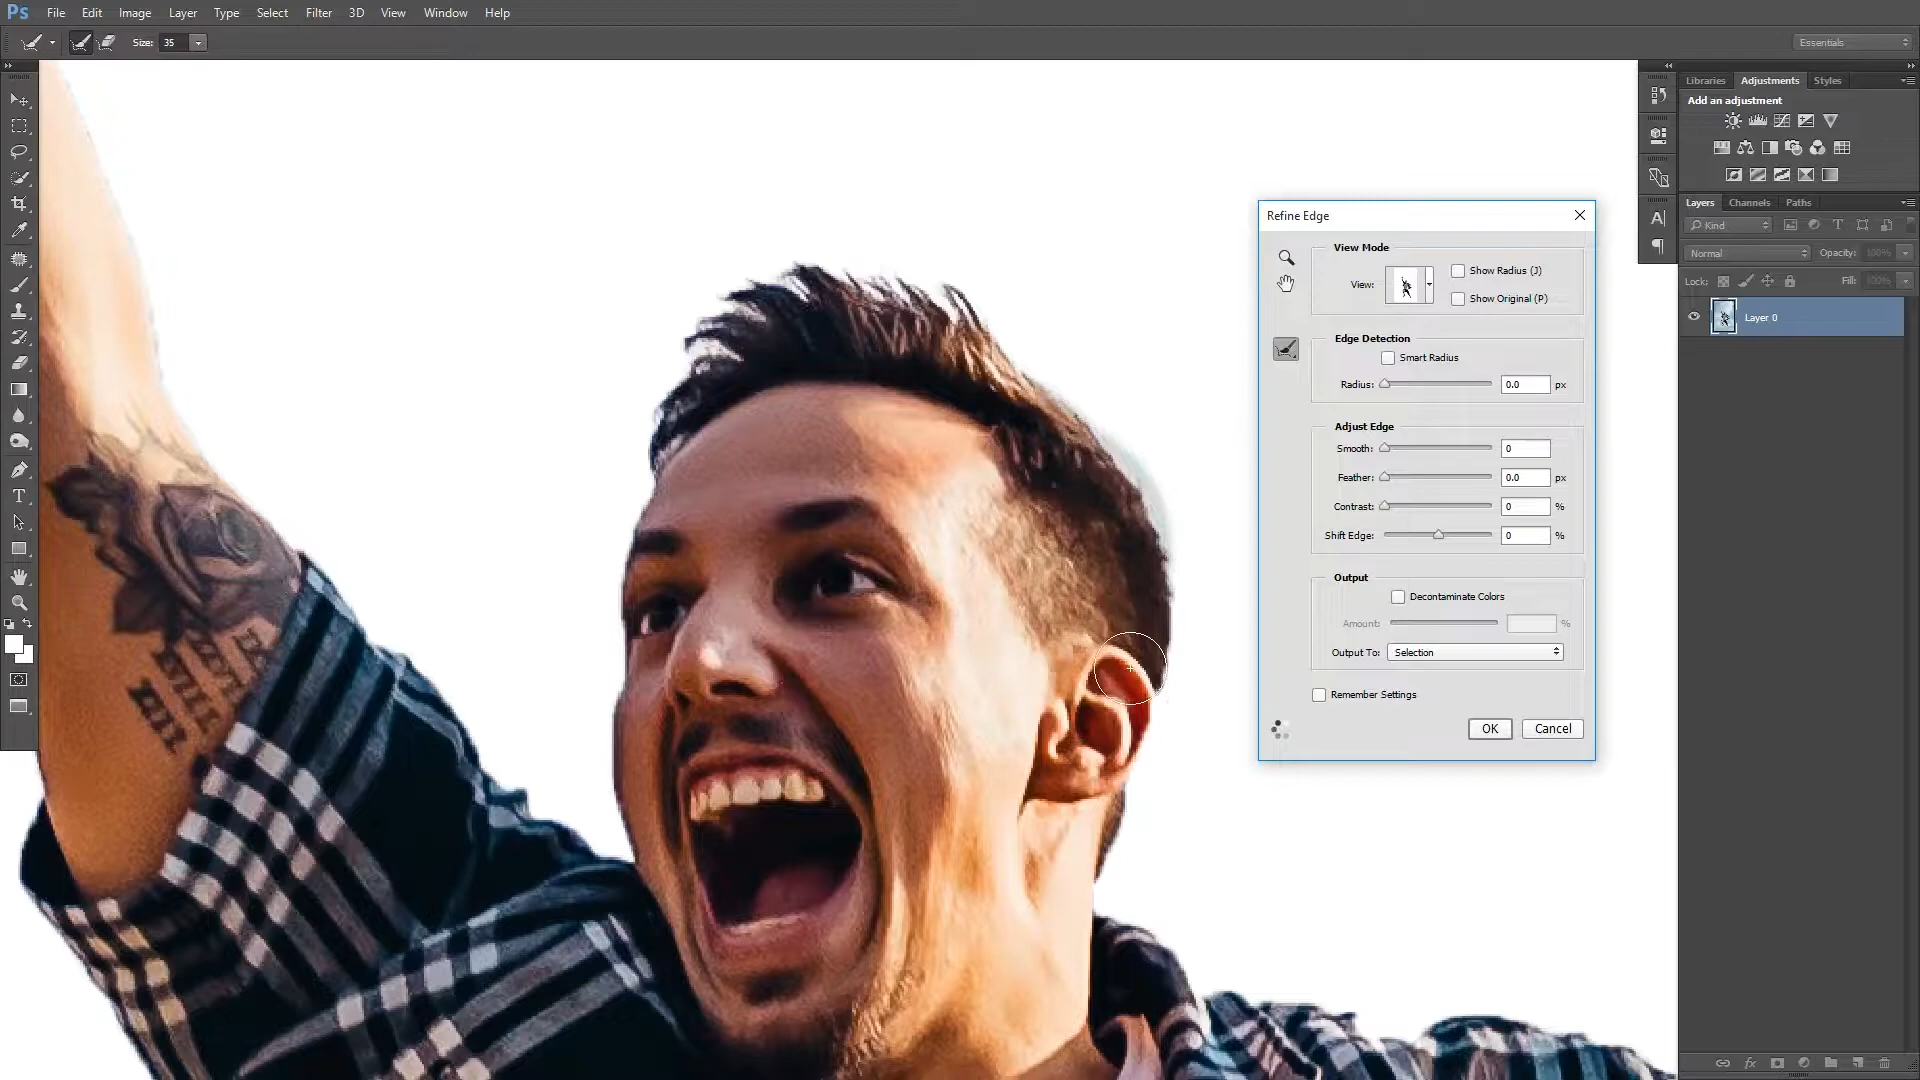 Ps File Edit Image Layer Type Select Filter 3D View Window Help
Size: 35 Essentials
Libraries Adjustments Styles
Add an adjustment
Layers Channels Paths
Kind T
Normal Opacity: 100%
Lock: Fill: 100%
Layer 0
T
A
fx
Refine Edge
View Mode
View: Show Radius (J)
Show Original (P)
Edge Detection
Smart Radius
Radius: 0.0 px
Adjust Edge
Smooth: 0
Feather: 0.0 px
Contrast: 0 %
Shift Edge: 0 %
Output
Decontaminate Colors
Amount: %
Output To: Selection
Remember Settings
OK Cancel